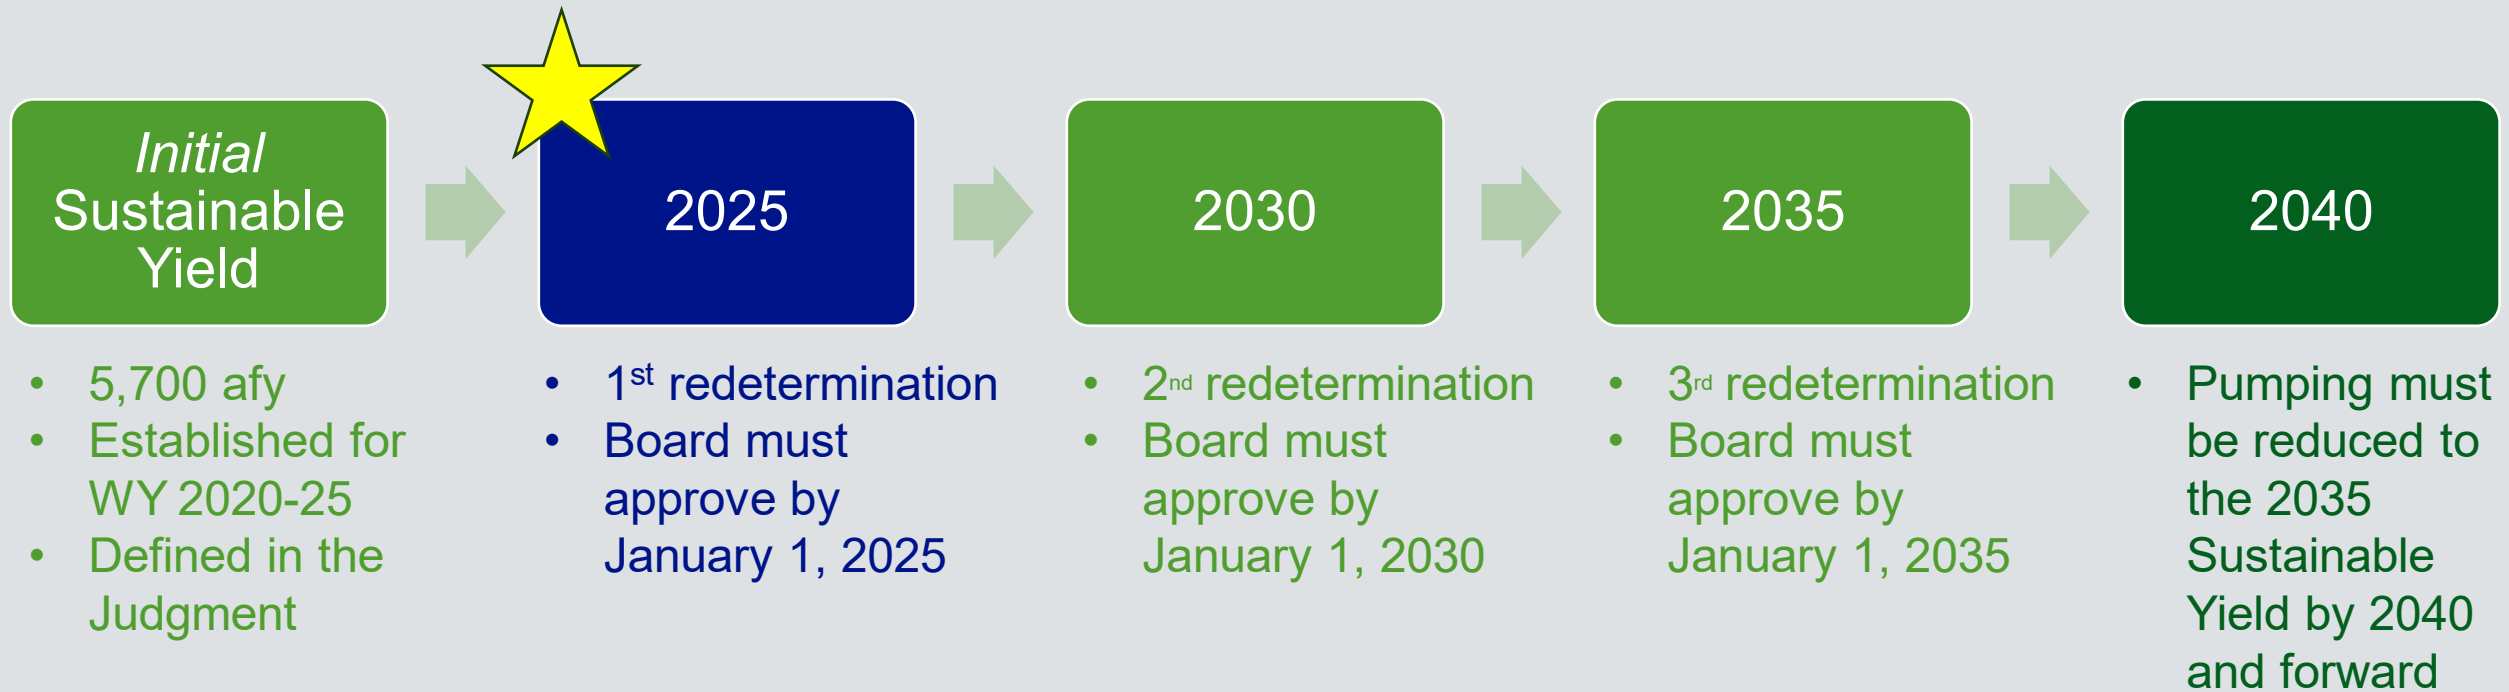 Initial
Sustainable
Yield
2025
2030
2035
2040
• 5,700 afy
• Established for
WY 2020-25
• Defined in the
Judgment
• 1st redetermination
• Board must
approve by
January 1, 2025
• 2nd redetermination
• Board must
approve by
January 1, 2030
• 3rd redetermination
• Board must
approve by
January 1, 2035
• Pumping must
be reduced to
the 2035
Sustainable
Yield by 2040
and forward